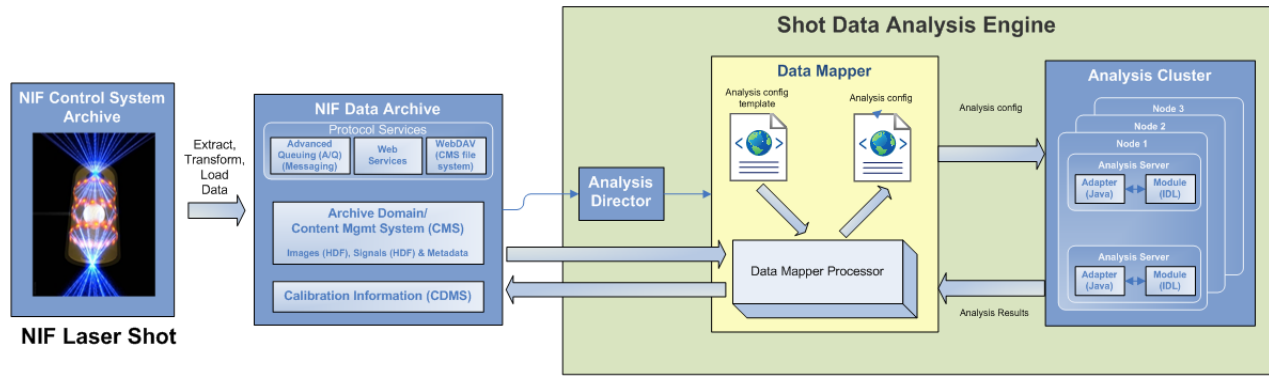 Shot Data Analysis Engine
NIF Control System
Archive
NIF Laser Shot
Extract,
Transform,
Load
Data
NIF Data Archive
Protocol Services
Advanced
Queuing (A/Q)
(Messaging)
Web
Services
WebDAV
(CMS file
system)
Archive Domain/
Content Mgmt System (CMS)
Images (HDF), Signals (HDF) & Metadata
Calibration Information (CDMS)
Analysis
Director
Data Mapper
Analysis config
template
Analysis config
Data Mapper Processor
Analysis config
Analysis Results
Analysis Cluster
Node 3
Node 2
Node 1
Analysis Server
Adapter
(Java)
Module
(IDL)
Analysis Server
Adapter
(Java)
Module
(IDL)